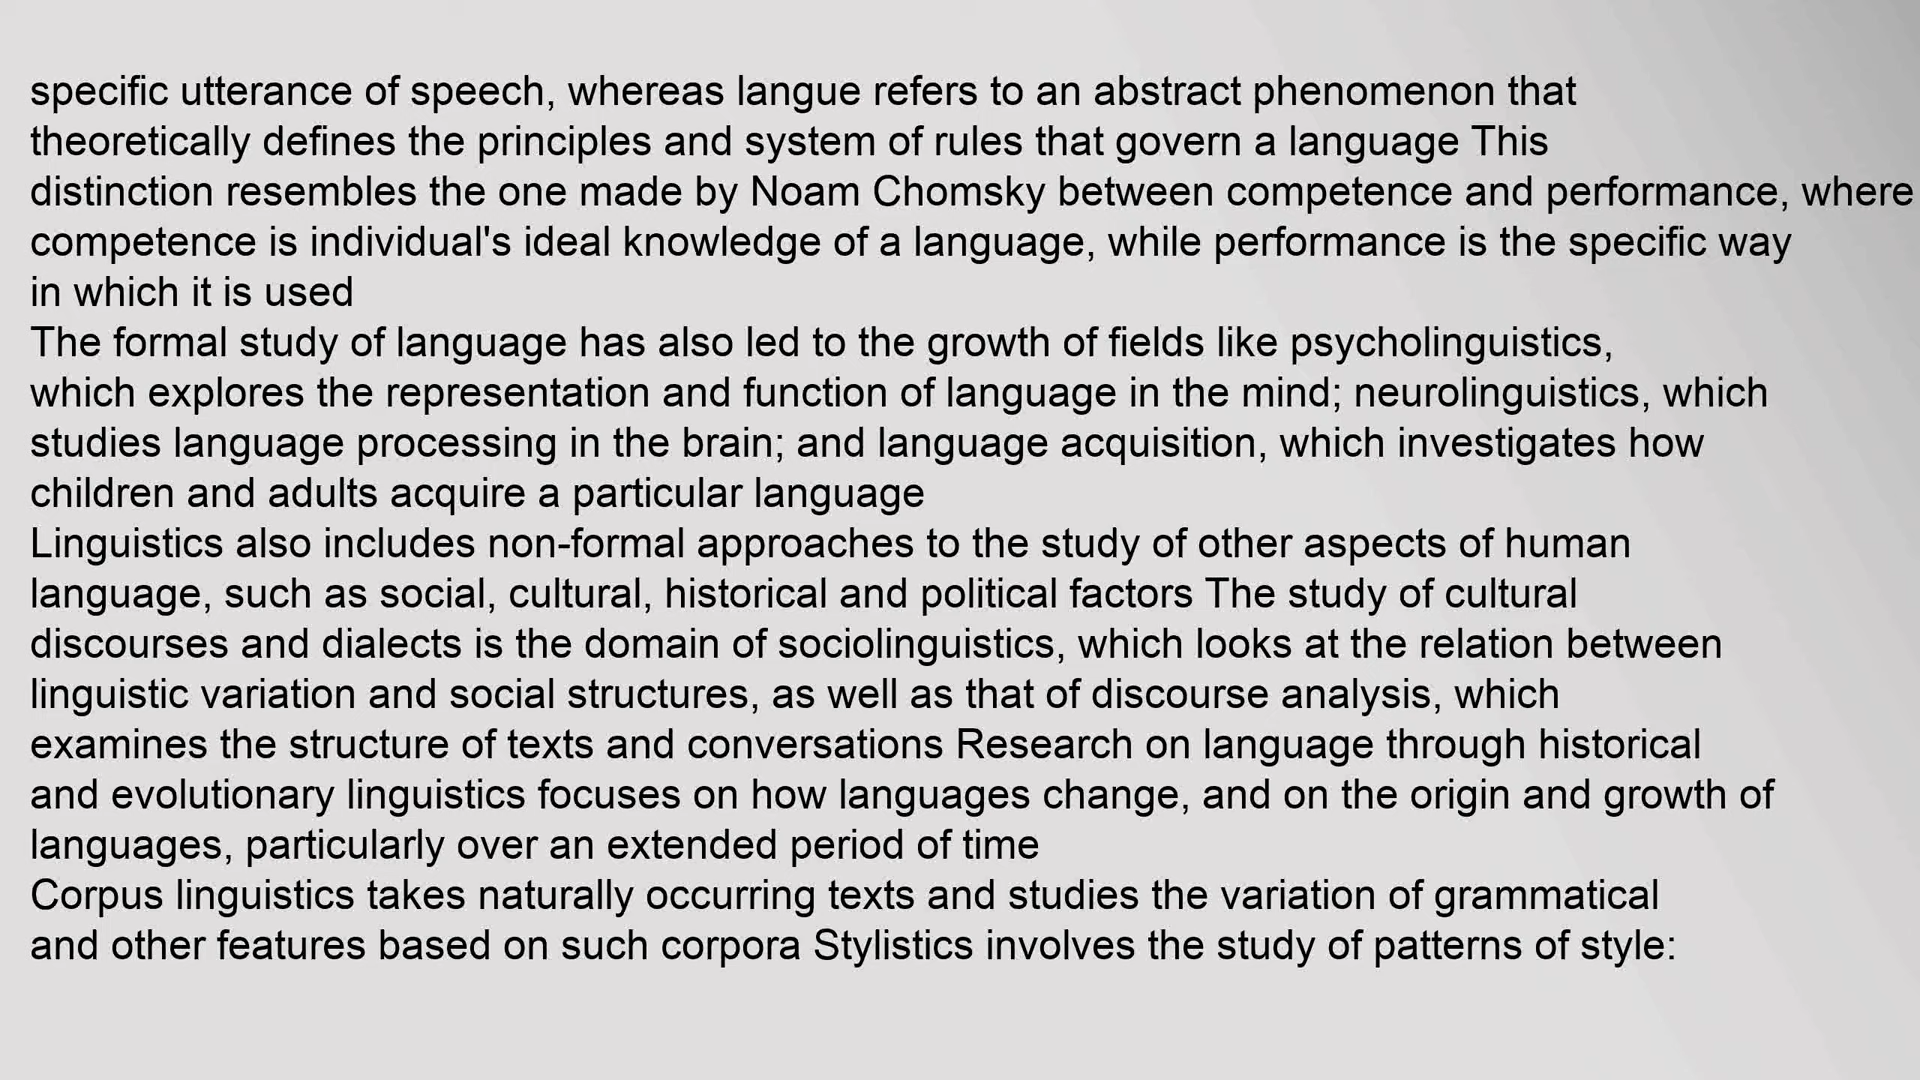 specific utterance of speech, whereas langue refers to an abstract phenomenon that
theoretically defines the principles and system of rules that govern a language This
distinction resembles the one made by Noam Chomsky between competence and performance, where
competence is individual's ideal knowledge of a language, while performance is the specific way
in which it is used
The formal study of language has also led to the growth of fields like psycholinguistics,
which explores the representation and function of language in the mind; neurolinguistics, which
studies language processing in the brain; and language acquisition, which investigates how
children and adults acquire a particular language
Linguistics also includes non-formal approaches to the study of other aspects of human
language, such as social, cultural, historical and political factors The study of cultural
discourses and dialects is the domain of sociolinguistics, which looks at the relation between
linguistic variation and social structures, as well as that of discourse analysis, which
examines the structure of texts and conversations Research on language through historical
and evolutionary linguistics focuses on how languages change, and on the origin and growth of
languages, particularly over an extended period of time
Corpus linguistics takes naturally occurring texts and studies the variation of grammatical
and other features based on such corpora Stylistics involves the study of patterns of style: